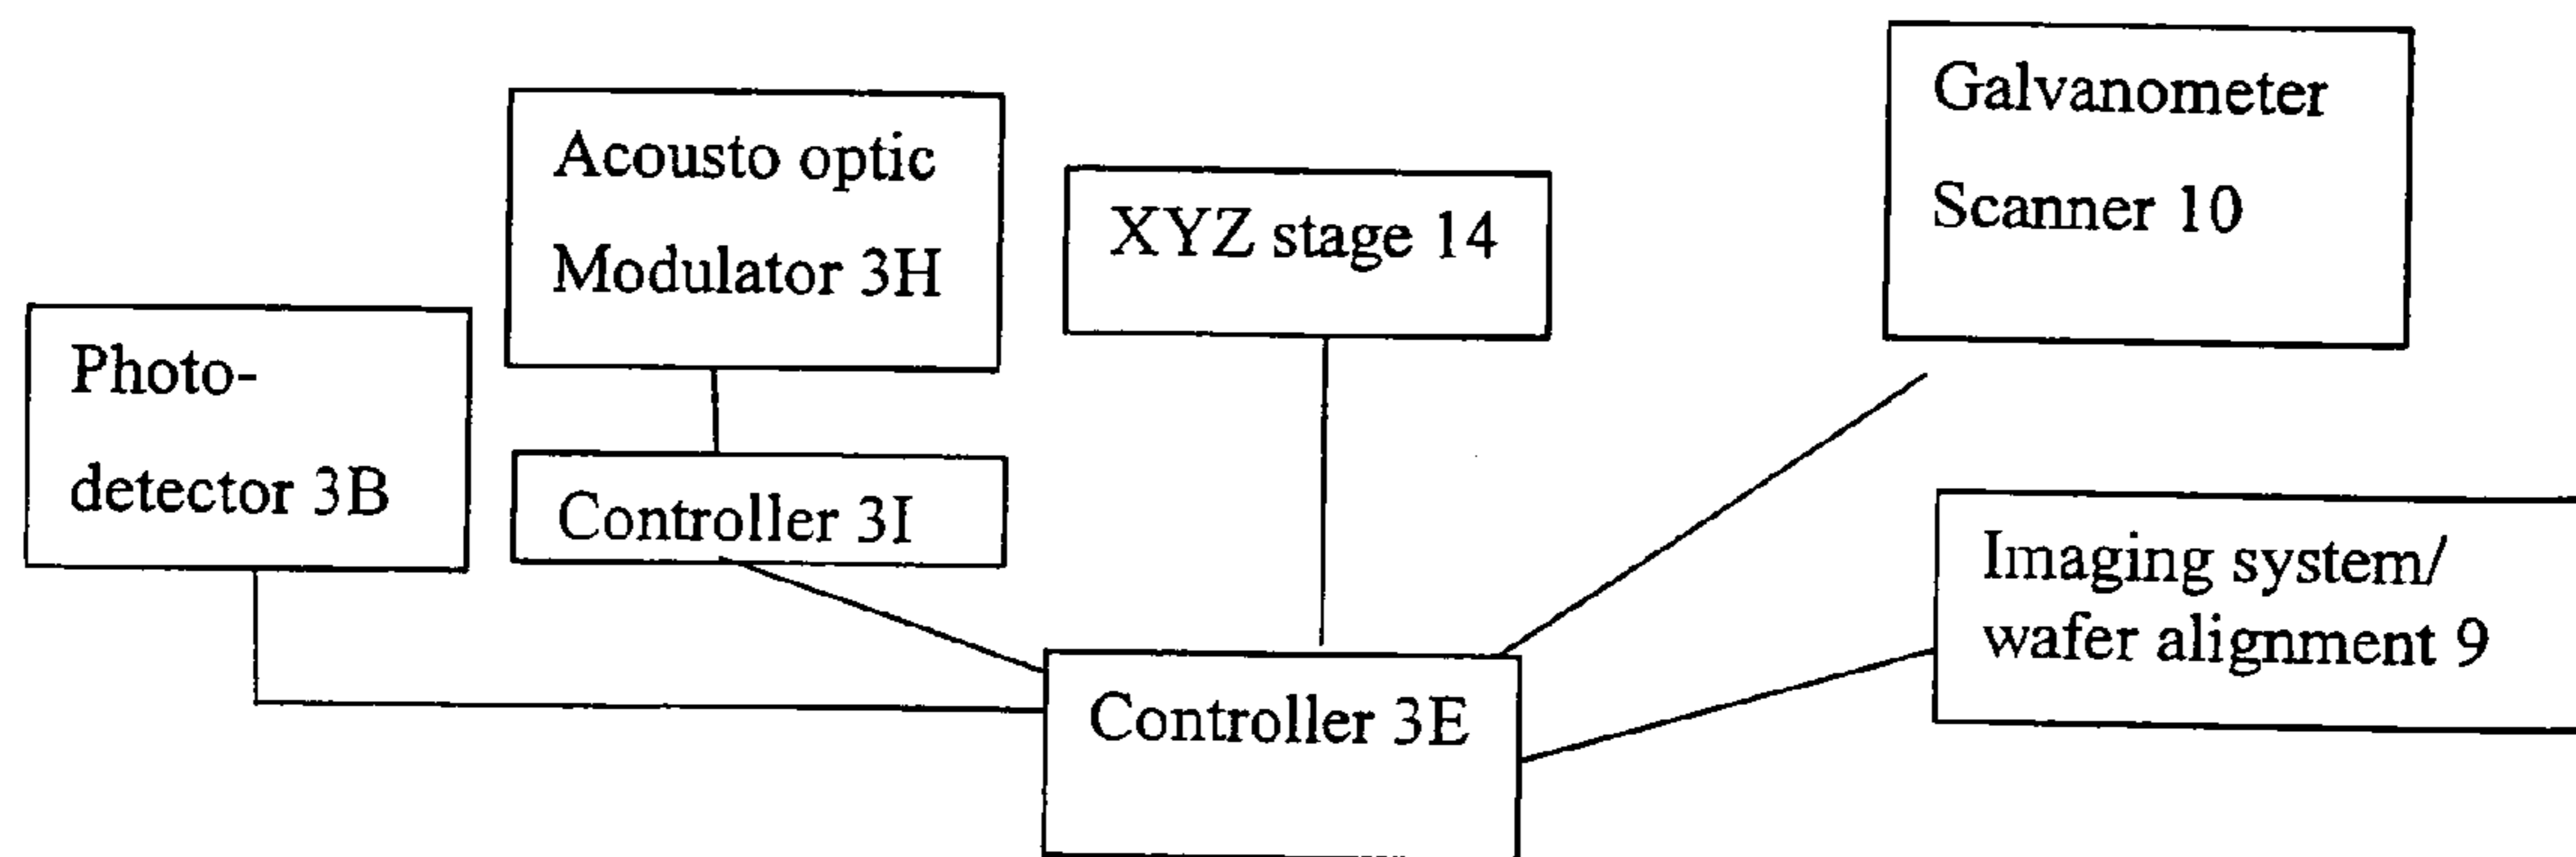 Galvanometer
Scanner 10
Acousto optic
Modulator 3H
XYZ stage 14
Photo-
detector 3B
Controller 3I
Imaging system/
wafer alignment 9
Controller 3E